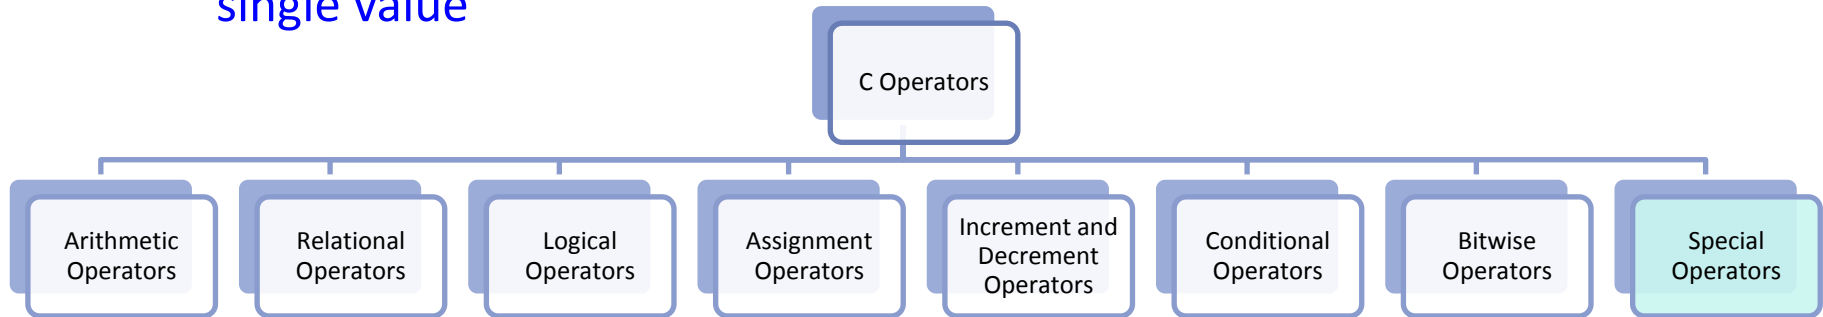 single value
C Operators
Arithmetic
Operators
Relational
Operators
Logical
Operators
Assignment
Operators
Increment and
Decrement
Operators
Conditional
Operators
Bitwise
Operators
Special
Operators